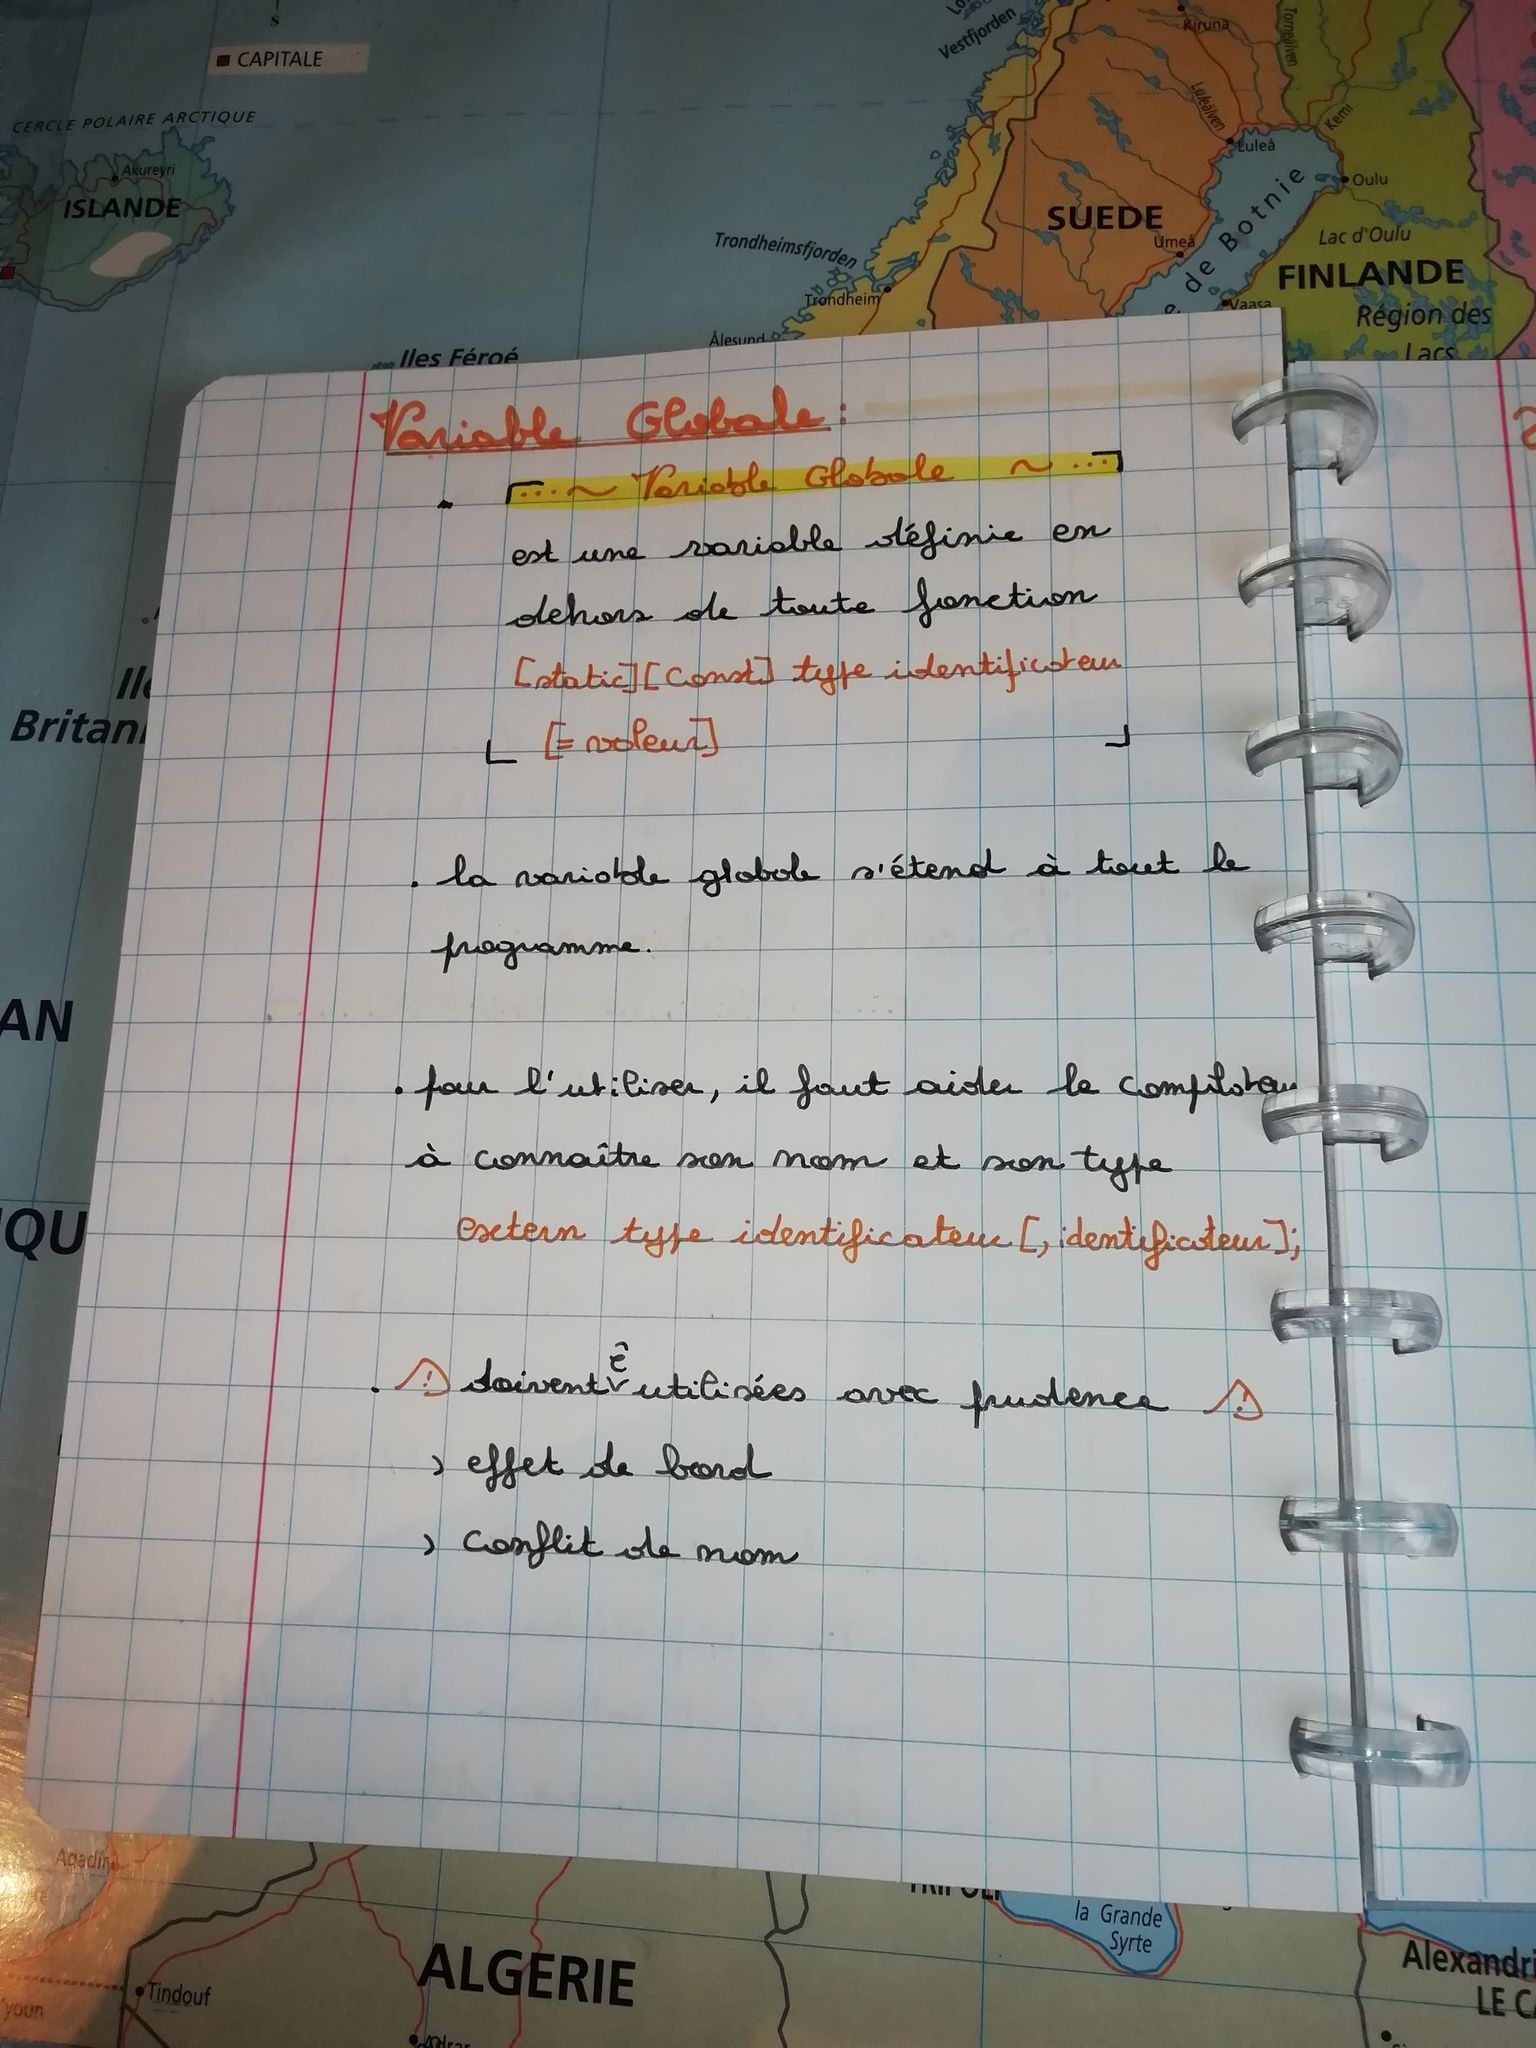 S
CAPITALE
CERCLE POLAIRE ARCTIQUE
Akureyri
ISLANDE
Vestfjorden
Kiruna
Torneälven
Luleälven
Kemi
Luleå
Oulu
SUEDE
Umeå
de Botnie
Lac d'Oulu
FINLANDE
Vaasa
Région des
Lacs
Trondheimsfjorden
Trondheim
Ålesund
Iles Féroé
Variable Globale :
... ~ Variable Globale ~ ...
est une variable définie en
dehors de toute fonction
[static][Const] type identificateur
[= valeur]
. la variable globale s'étend à tout le
programme.
. pour l'utiliser, il faut aider le compilateur
à connaître son nom et son type
extern type identificateur [, identificateur];
. ⚠ doivent ê utilisées avec prudence ⚠
> effet de bord
> conflit de nom
Britani
AN
QU
Agadir
TRIPOLI
la Grande
Syrte
ALGERIE
Tindouf
Adrar
'youn
Alexandri
LE C